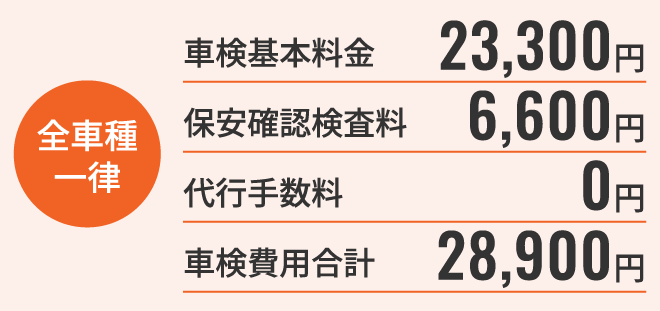 全車種
一律
車検基本料金 23,300円
保安確認検査料 6,600円
代行手数料 0円
車検費用合計 28,900円